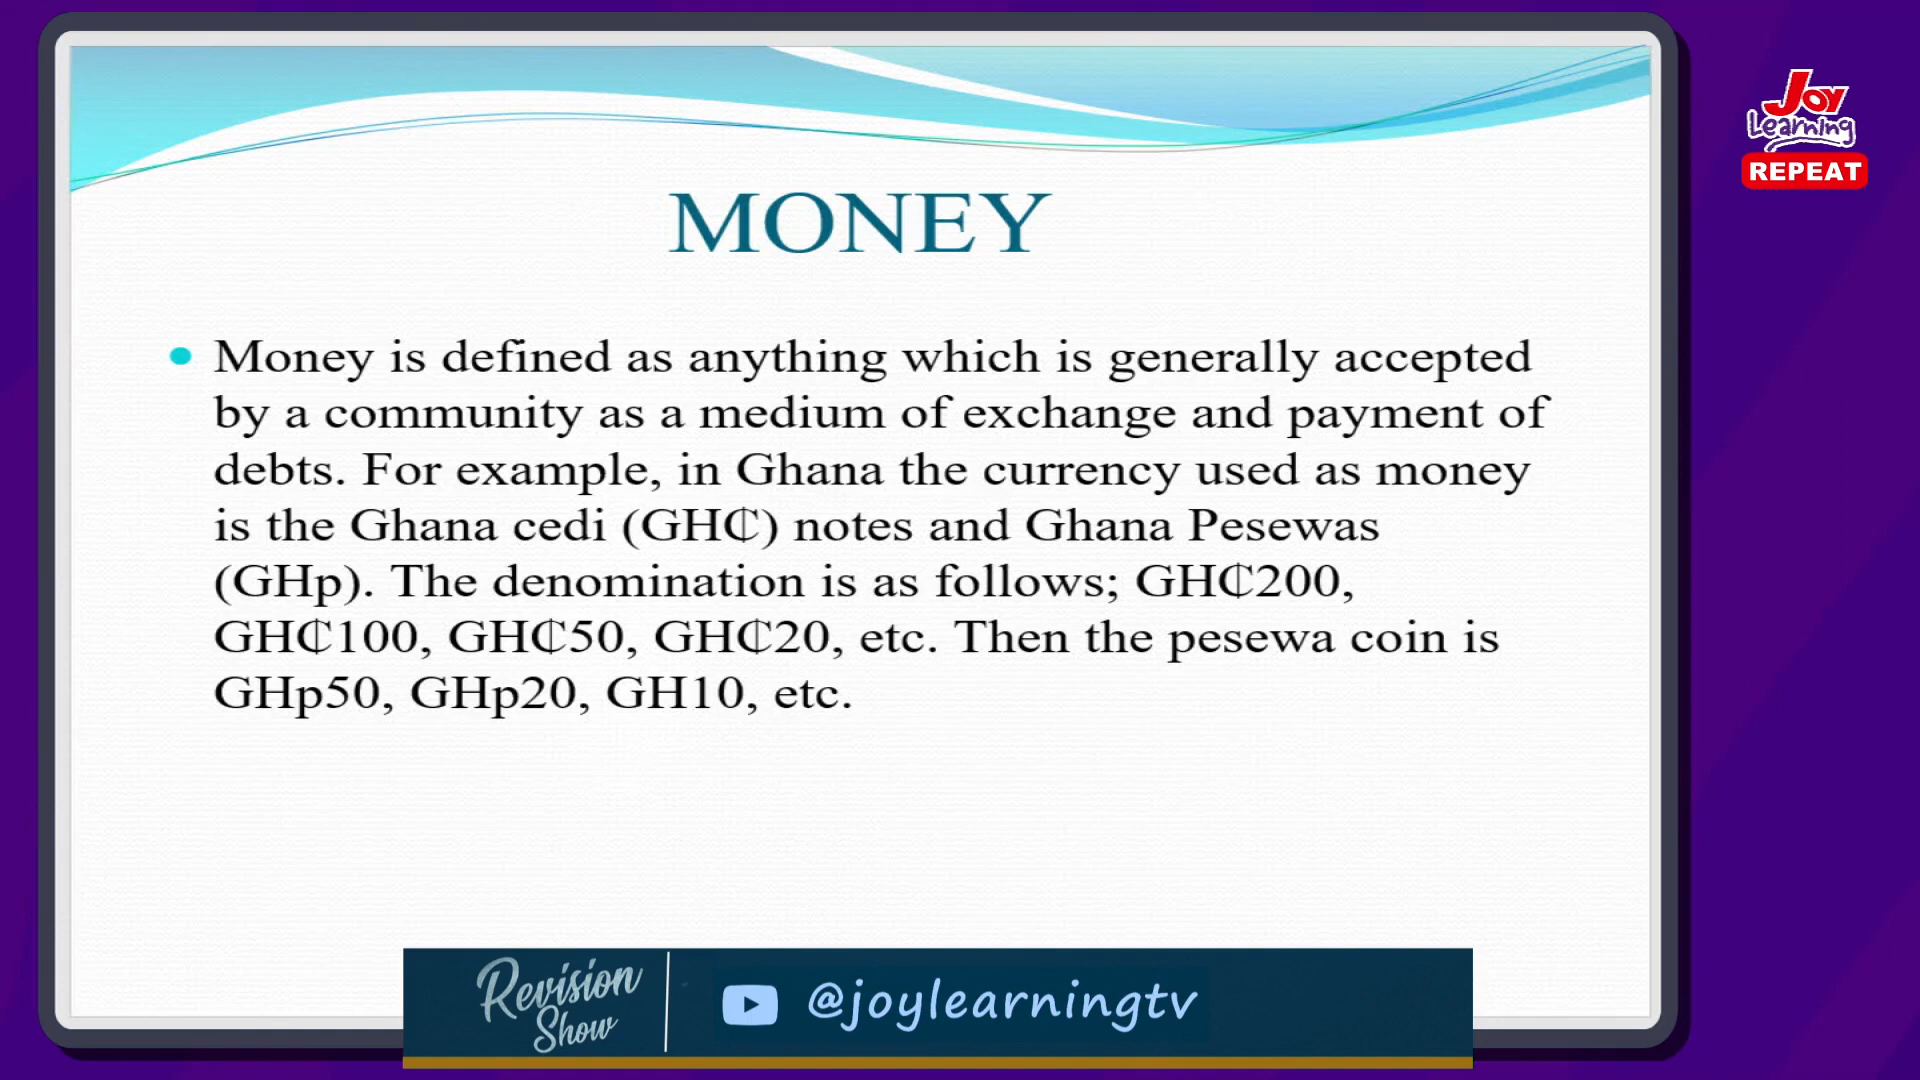 Joy
Learning
REPEAT
MONEY
Money is defined as anything which is generally accepted
by a community as a medium of exchange and payment of
debts. For example, in Ghana the currency used as money
is the Ghana cedi (GH₵) notes and Ghana Pesewas
(GHp). The denomination is as follows; GH₵200,
GH₵100, GH₵50, GH₵20, etc. Then the pesewa coin is
GHp50, GHp20, GH10, etc.
Revision
Show
@joylearningtv